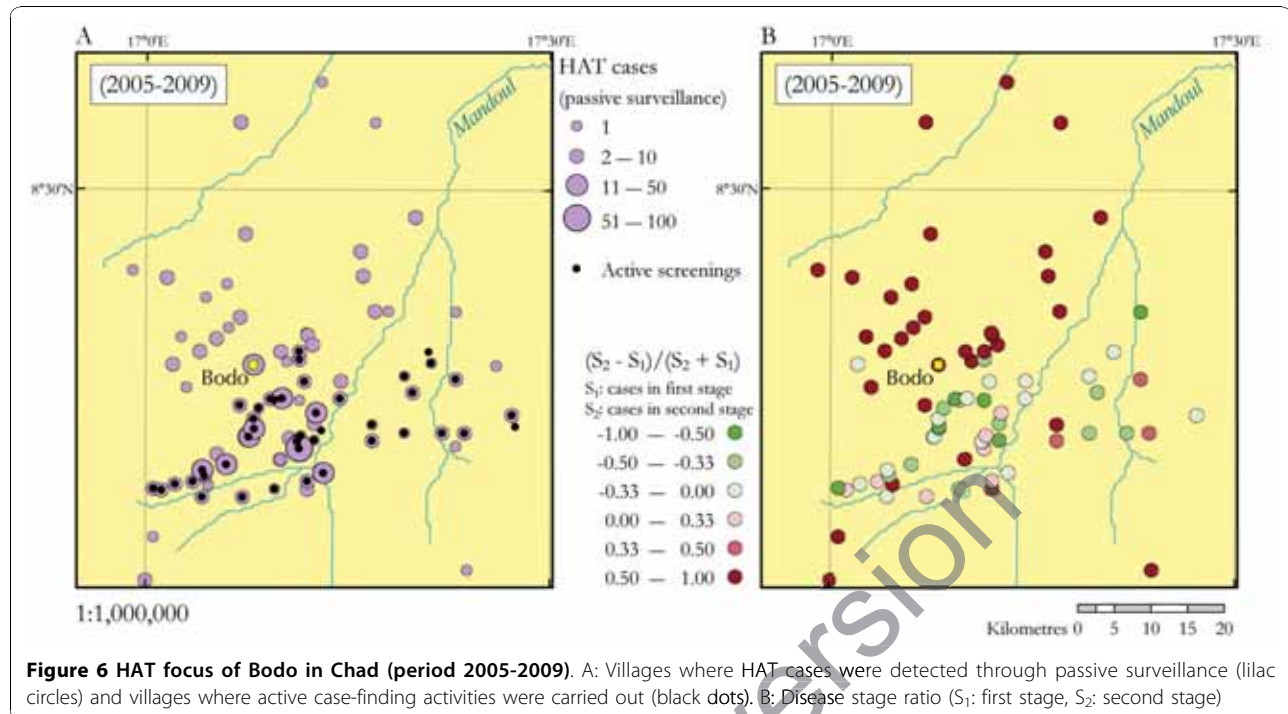 A
17°0'E
17°30'E
(2005-2009)
8°30'N
Mandoul
Bodo
1:1,000,000
HAT cases
(passive surveillance)
1
2 — 10
11 — 50
51 — 100
Active screenings
(S2 - S1)/(S2 + S1)
S1: cases in first stage
S2: cases in second stage
-1.00 — -0.50
-0.50 — -0.33
-0.33 — 0.00
0.00 — 0.33
0.33 — 0.50
0.50 — 1.00
B
17°0'E
17°30'E
(2005-2009)
8°30'N
Mandoul
Bodo
Kilometres 0 5 10 15 20
version
Figure 6 HAT focus of Bodo in Chad (period 2005-2009). A: Villages where HAT cases were detected through passive surveillance (lilac
circles) and villages where active case-finding activities were carried out (black dots). B: Disease stage ratio (S1: first stage, S2: second stage)